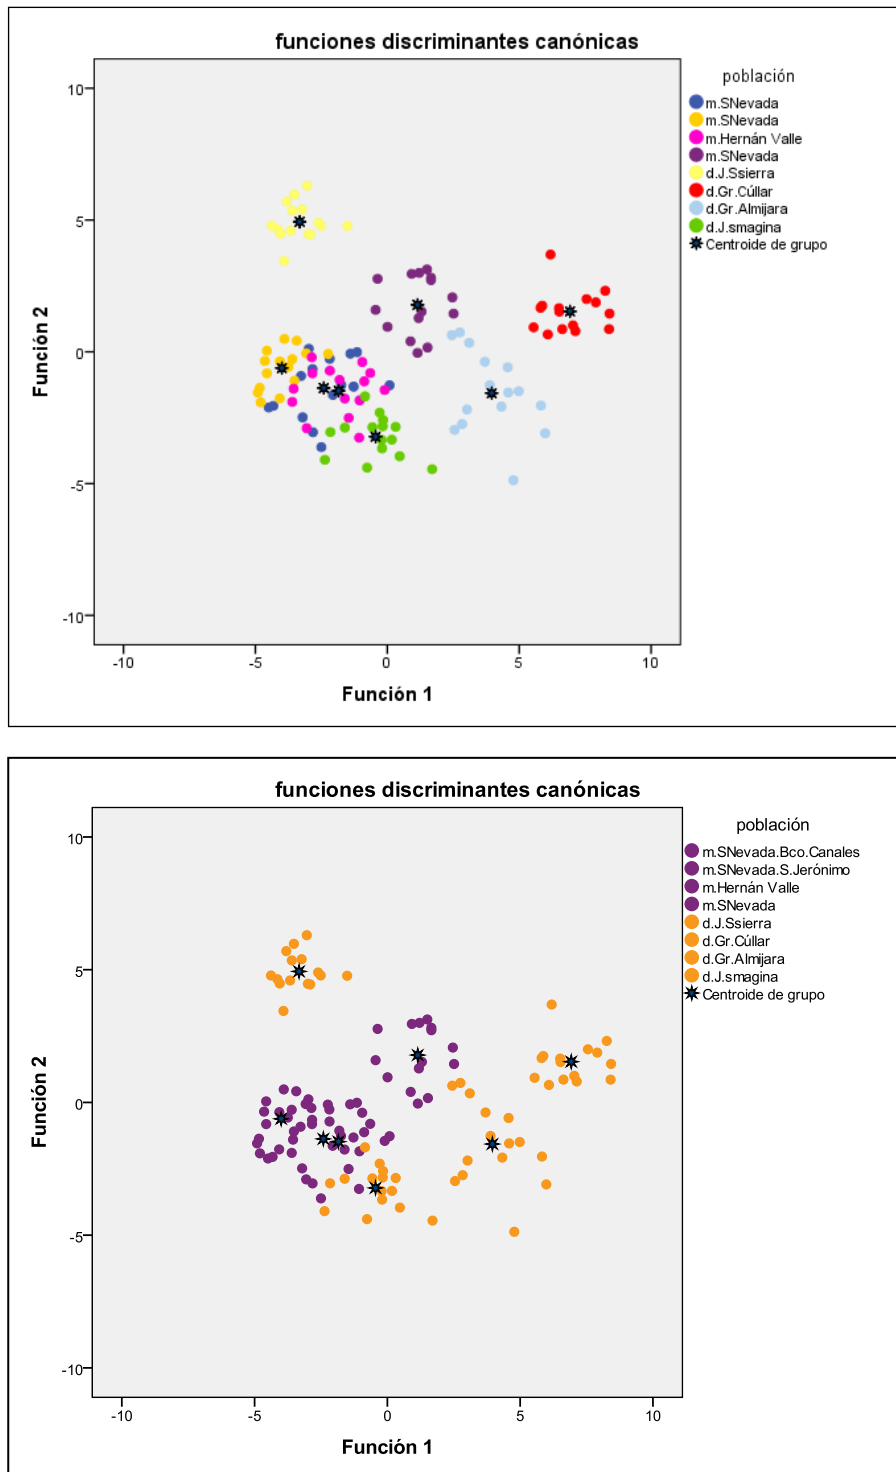 funciones discriminantes canónicas
población
m.SNevada
m.SNevada
m.Hernán Valle
m.SNevada
d.J.Ssierra
d.Gr.Cúllar
d.Gr.Almijara
d.J.smagina
Centroide de grupo
10
5
0
-5
-10
Función 2
-10
-5
0
5
10
Función 1
funciones discriminantes canónicas
población
m.SNevada.Bco.Canales
m.SNevada.S.Jerónimo
m.Hernán Valle
m.SNevada
d.J.Ssierra
d.Gr.Cúllar
d.Gr.Almijara
d.J.smagina
Centroide de grupo
10
5
0
-5
-10
Función 2
-10
-5
0
5
10
Función 1